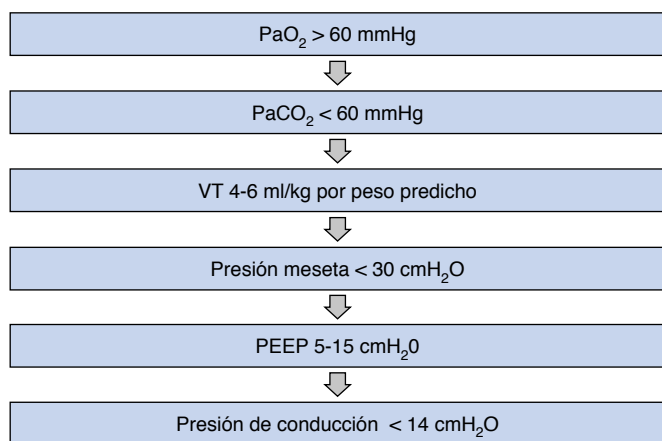 PaO₂ > 60 mmHg
PaCO₂ < 60 mmHg
VT 4-6 ml/kg por peso predicho
Presión meseta < 30 cmH₂O
PEEP 5-15 cmH₂0
Presión de conducción < 14 cmH₂O